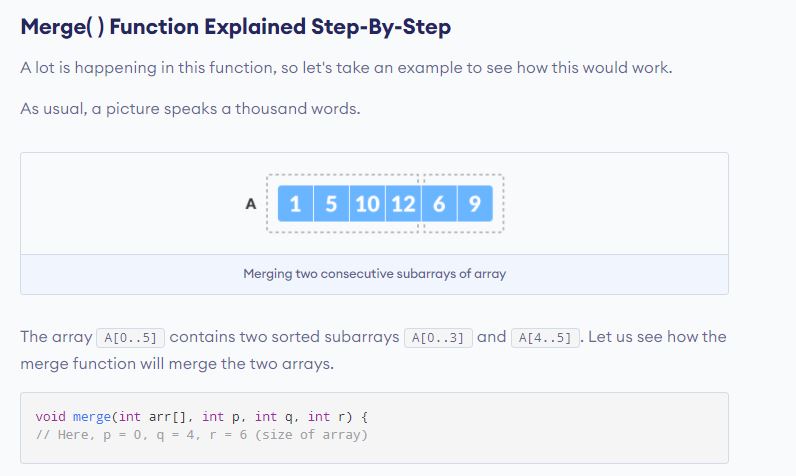 Merge( ) Function Explained Step-By-Step
A lot is happening in this function, so let's take an example to see how this would work.
As usual, a picture speaks a thousand words.
A 1 5 10 12 6 9
Merging two consecutive subarrays of array
The array A[0..5] contains two sorted subarrays A[0..3] and A[4..5]. Let us see how the
merge function will merge the two arrays.
void merge(int arr[], int p, int q, int r) {
// Here, p = 0, q = 4, r = 6 (size of array)